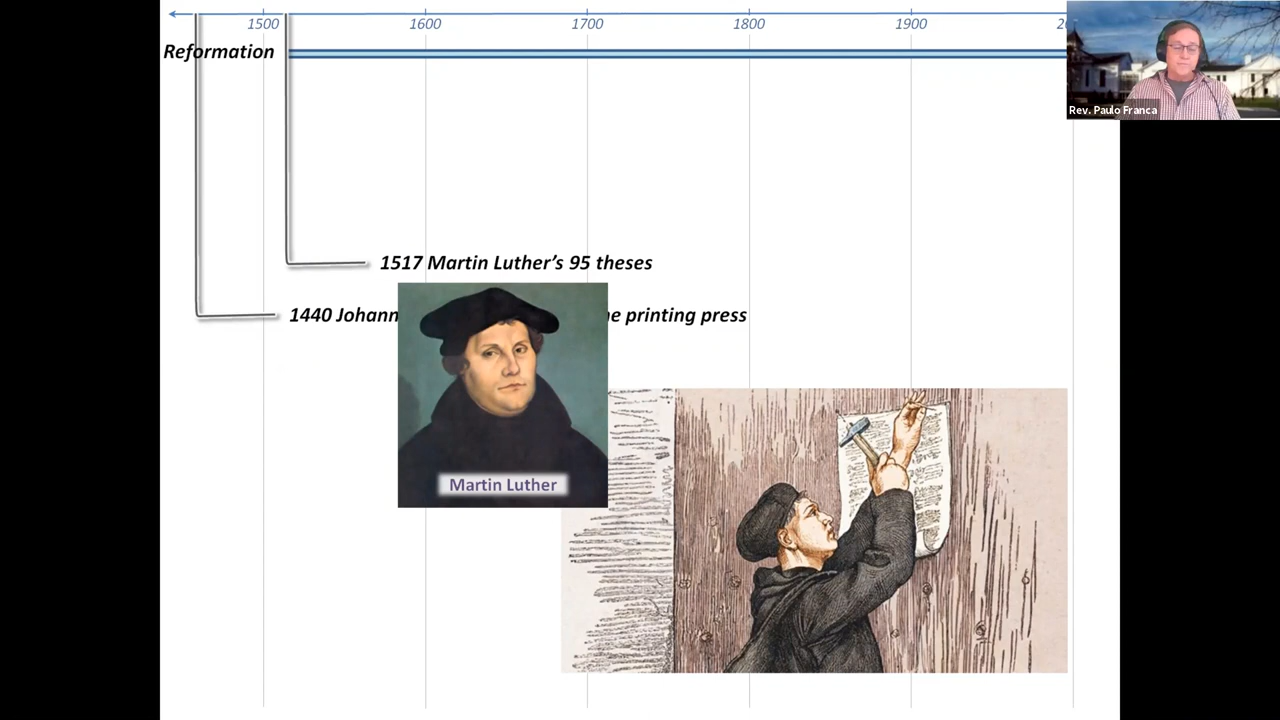 1500 1600 1700 1800 1900
Reformation
Rev. Paulo Franca
1517 Martin Luther's 95 theses
1440 Johann printing press
Martin Luther